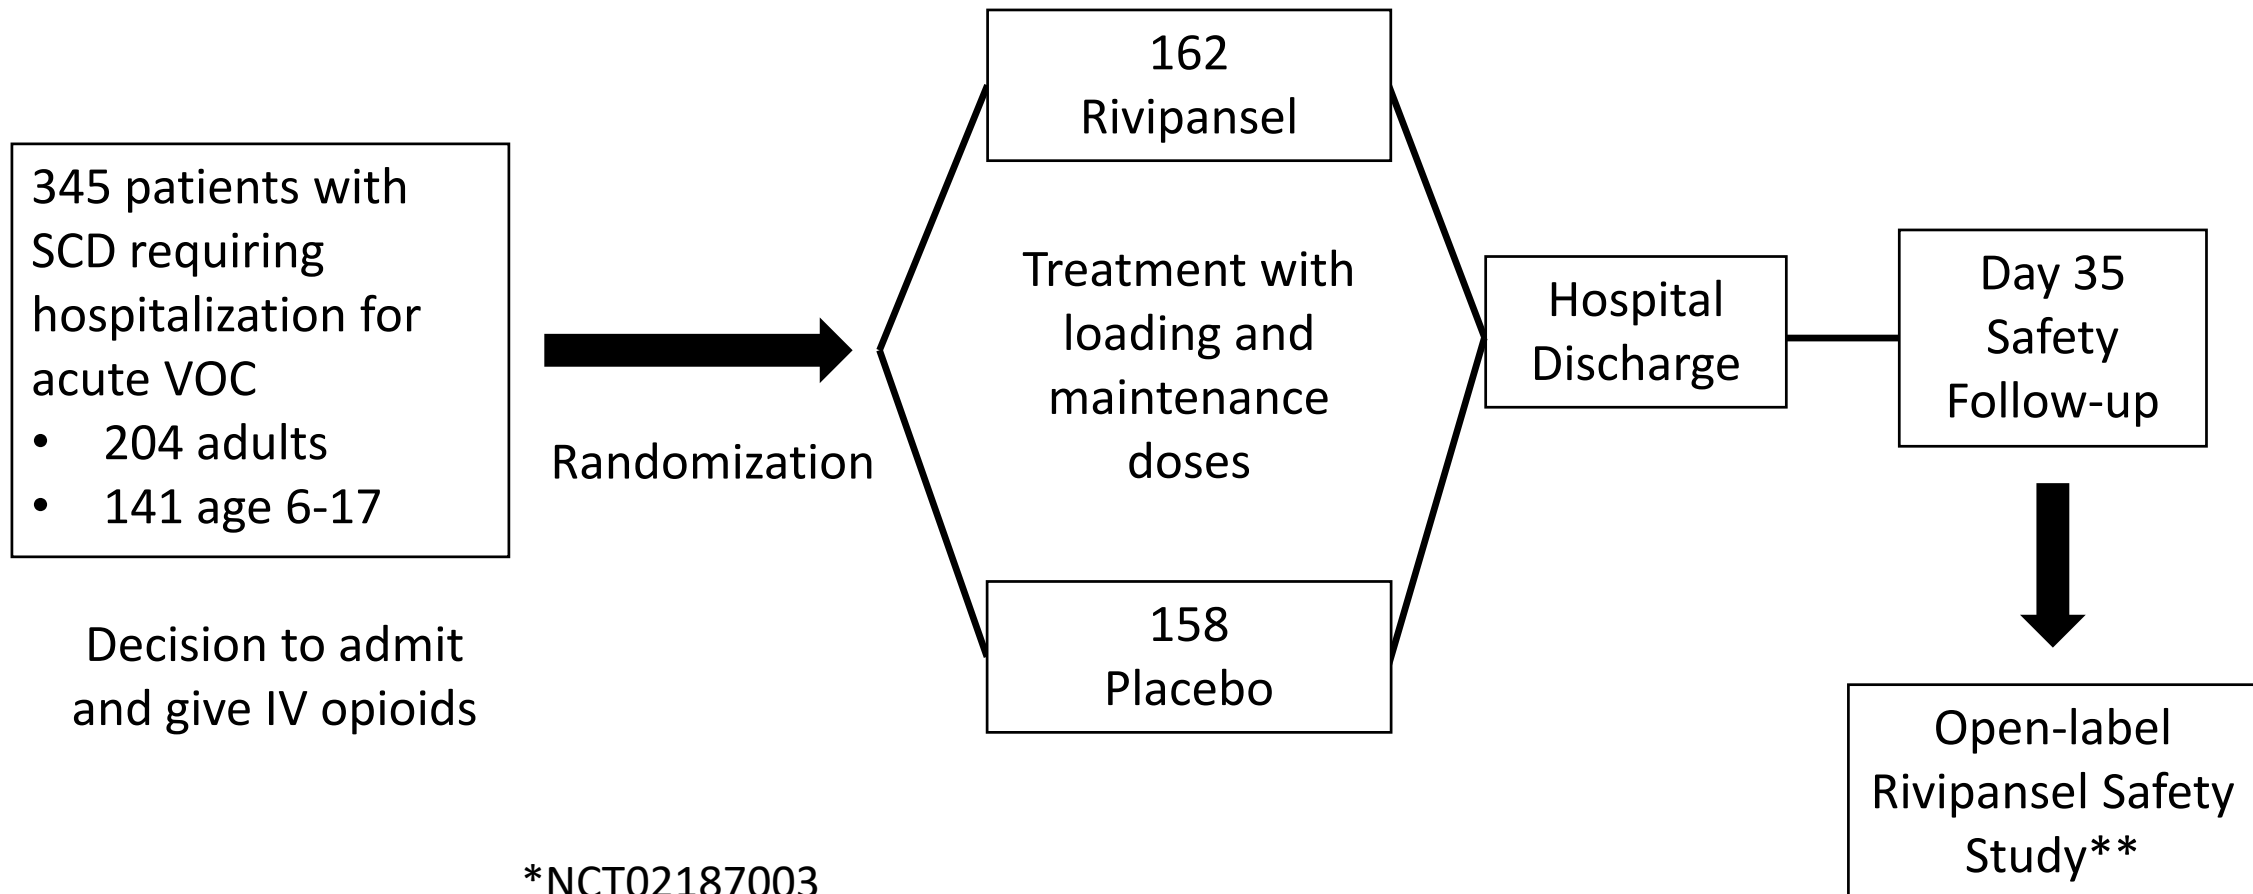 345 patients with
SCD requiring
hospitalization for
acute VOC
• 204 adults
• 141 age 6-17
Decision to admit
and give IV opioids
Randomization
162
Rivipansel
Treatment with
loading and
maintenance
doses
158
Placebo
Hospital
Discharge
Day 35
Safety
Follow-up
Open-label
Rivipansel Safety
Study**
*NCT02187003